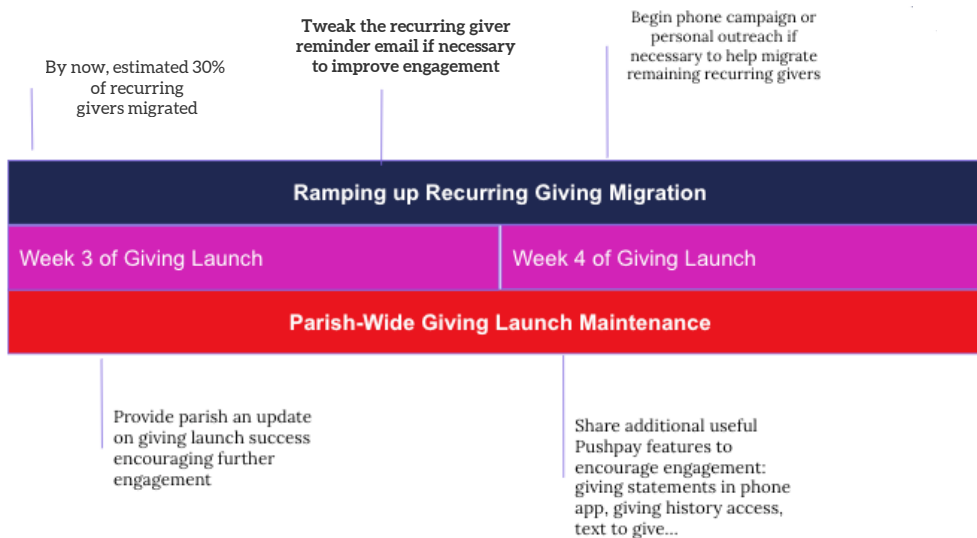 By now, estimated 30%
of recurring
givers migrated
Tweak the recurring giver
reminder email if necessary
to improve engagement
Begin phone campaign or
personal outreach if
necessary to help migrate
remaining recurring givers
Ramping up Recurring Giving Migration
Week 3 of Giving Launch
Week 4 of Giving Launch
Parish-Wide Giving Launch Maintenance
Provide parish an update
on giving launch success
encouraging further
engagement
Share additional useful
Pushpay features to
encourage engagement:
giving statements in phone
app, giving history access,
text to give...